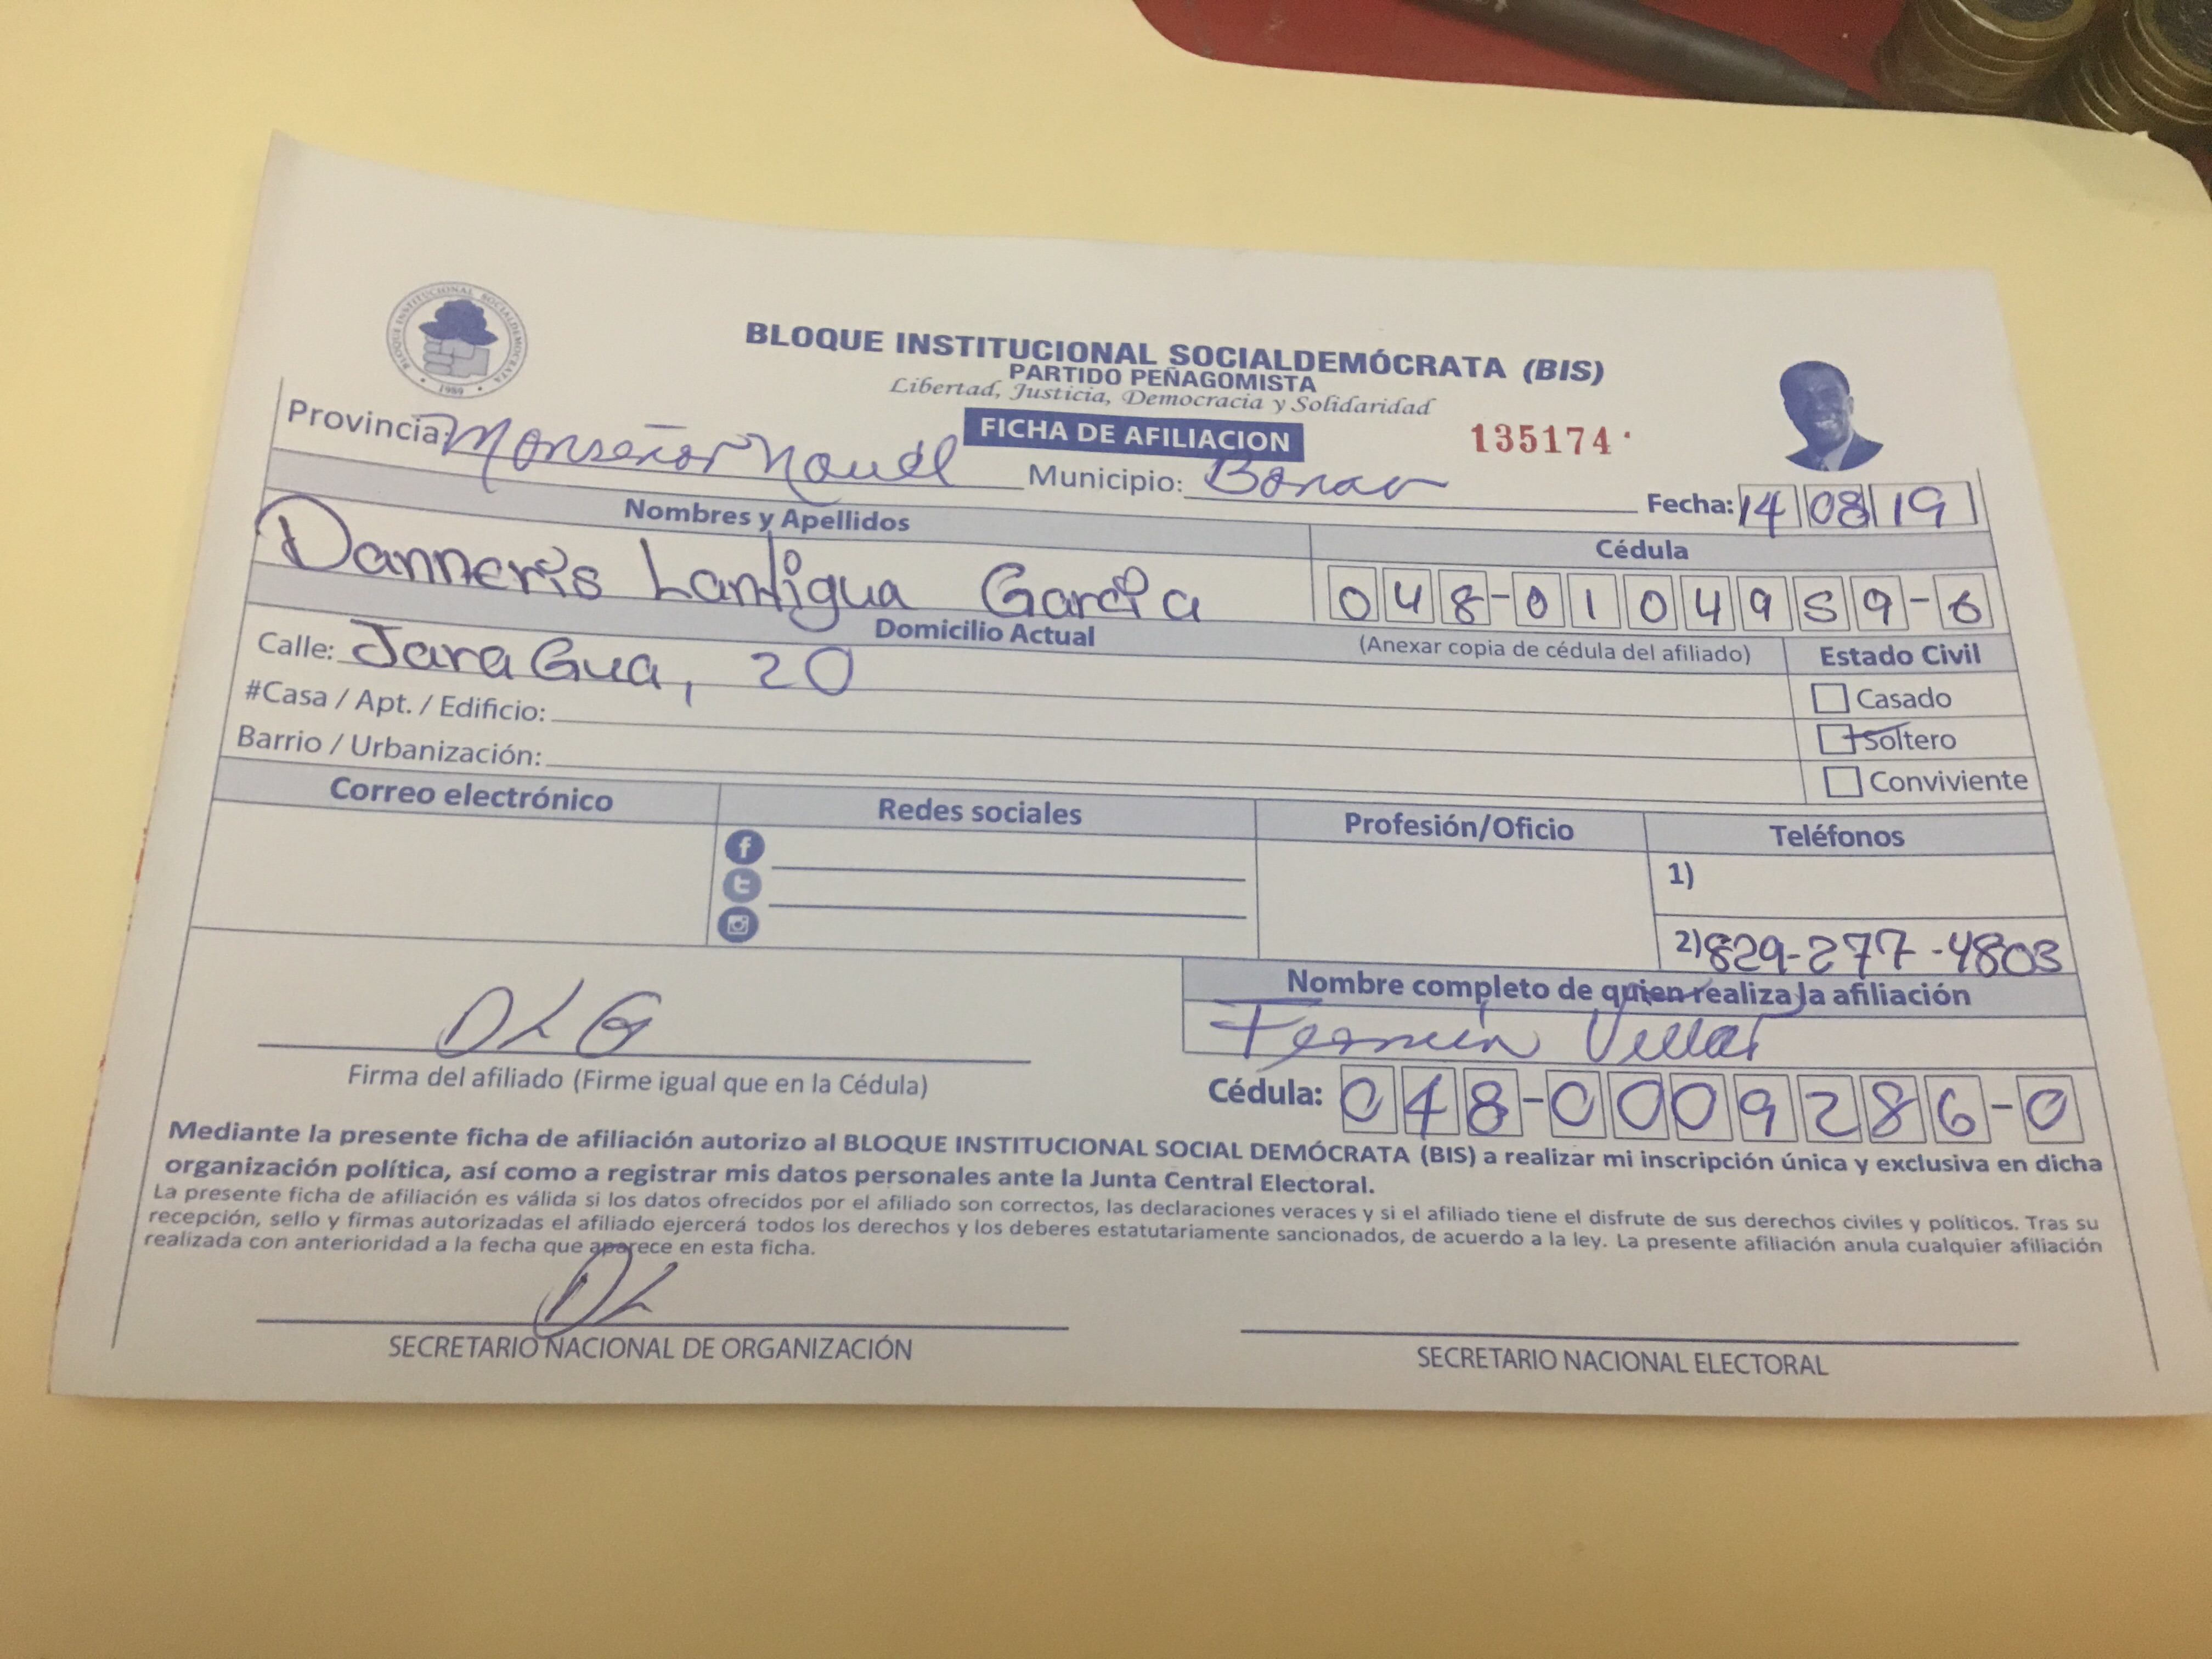 BLOQUE INSTITUCIONAL SOCIALDEMOCRATA
1989
BLOQUE INSTITUCIONAL SOCIALDEMÓCRATA (BIS)
PARTIDO PEÑAGOMISTA
Libertad, Justicia, Democracia y Solidaridad
FICHA DE AFILIACION
135174
Provincia: Monseñor Nouel Municipio: Bonao Fecha: 14 08 19
Nombres y Apellidos
Cédula
Danneris Lantigua Garcia 048-0104959-6
Domicilio Actual
(Anexar copia de cédula del afiliado)
Estado Civil
Calle: JaraGua, 20
Casado
#Casa / Apt. / Edificio:
Soltero
Barrio / Urbanización:
Conviviente
Correo electrónico Redes sociales Profesión/Oficio Teléfonos
1)
2) 829-277-4803
Nombre completo de quien realiza la afiliación
DLG
Fermin Villar
Firma del afiliado (Firme igual que en la Cédula)
Cédula: 048-0009286-0
Mediante la presente ficha de afiliación autorizo al BLOQUE INSTITUCIONAL SOCIAL DEMÓCRATA (BIS) a realizar mi inscripción única y exclusiva en dicha
organización política, así como a registrar mis datos personales ante la Junta Central Electoral.
La presente ficha de afiliación es válida si los datos ofrecidos por el afiliado son correctos, las declaraciones veraces y si el afiliado tiene el disfrute de sus derechos civiles y políticos. Tras su
recepción, sello y firmas autorizadas el afiliado ejercerá todos los derechos y los deberes estatutariamente sancionados, de acuerdo a la ley. La presente afiliación anula cualquier afiliación
realizada con anterioridad a la fecha que aparece en esta ficha.
DL
SECRETARIO NACIONAL DE ORGANIZACIÓN
SECRETARIO NACIONAL ELECTORAL